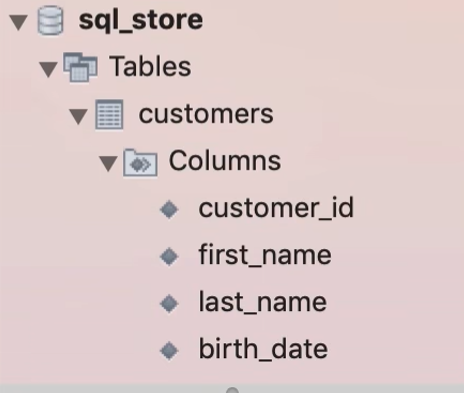 sql_store
Tables
customers
Columns
customer_id
first_name
last_name
birth_date